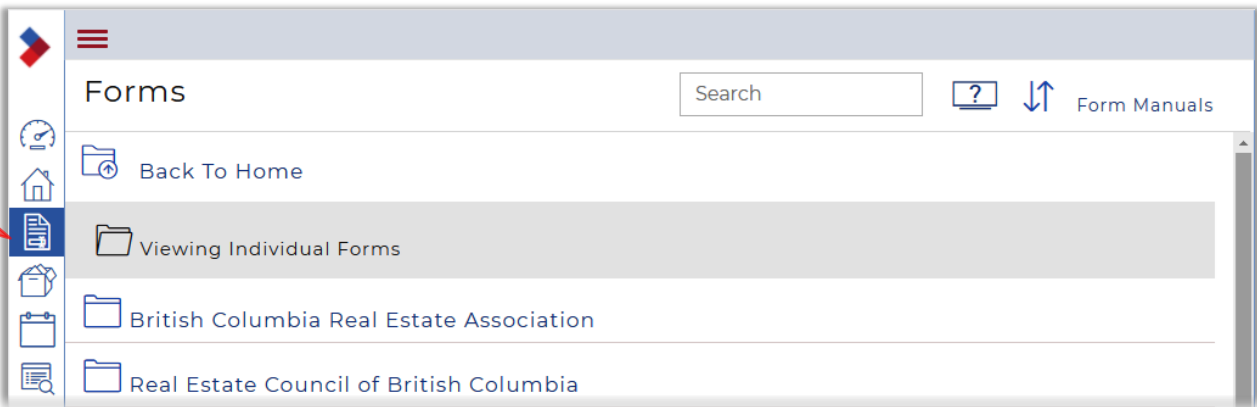 Forms
Search
?
Form Manuals
Back To Home
Viewing Individual Forms
British Columbia Real Estate Association
Real Estate Council of British Columbia